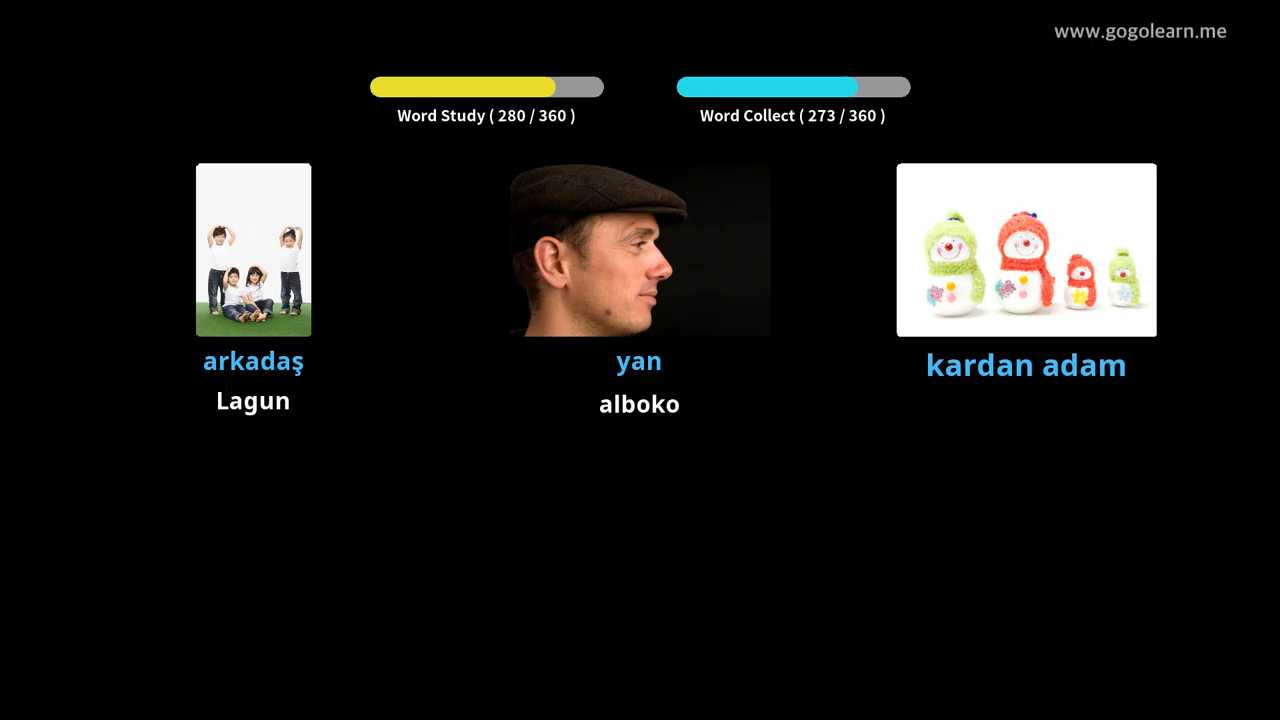 www.gogolearn.me
Word Study ( 280 / 360 )
Word Collect ( 273 / 360 )
arkadaş
yan
kardan adam
Lagun
alboko